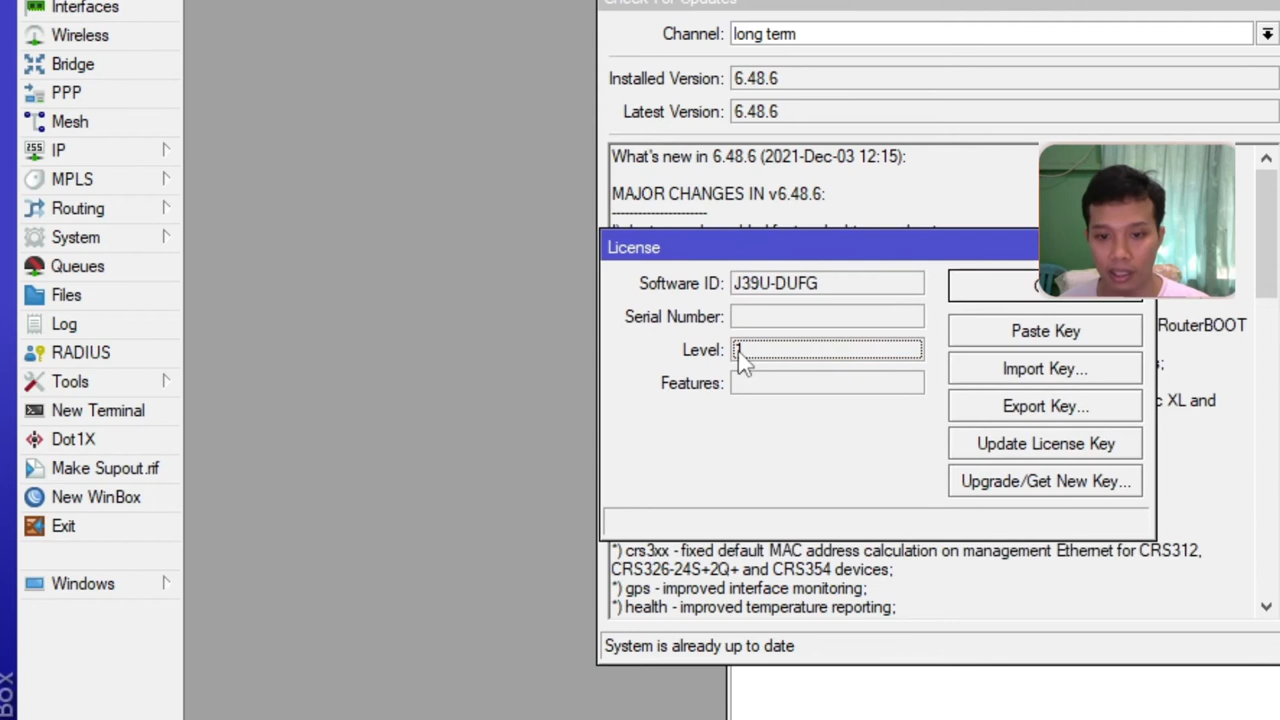 Interfaces
Wireless
Bridge
PPP
Mesh
IP
MPLS
Routing
System
Queues
Files
Log
RADIUS
Tools
New Terminal
Dot1X
Make Supout.rif
New WinBox
Exit
Windows
Check For Updates
Channel: long term
Installed Version: 6.48.6
Latest Version: 6.48.6
What's new in 6.48.6 (2021-Dec-03 12:15):
MAJOR CHANGES IN v6.48.6:
----------------------
License
Software ID: J39U-DUFG
Serial Number:
Level: 1
Features:
Paste Key
Import Key...
Export Key...
Update License Key
Upgrade/Get New Key...
RouterBOOT
XL and
*) crs3xx - fixed default MAC address calculation on management Ethernet for CRS312,
CRS326-24S+2Q+ and CRS354 devices;
*) gps - improved interface monitoring;
*) health - improved temperature reporting;
System is already up to date
BOX